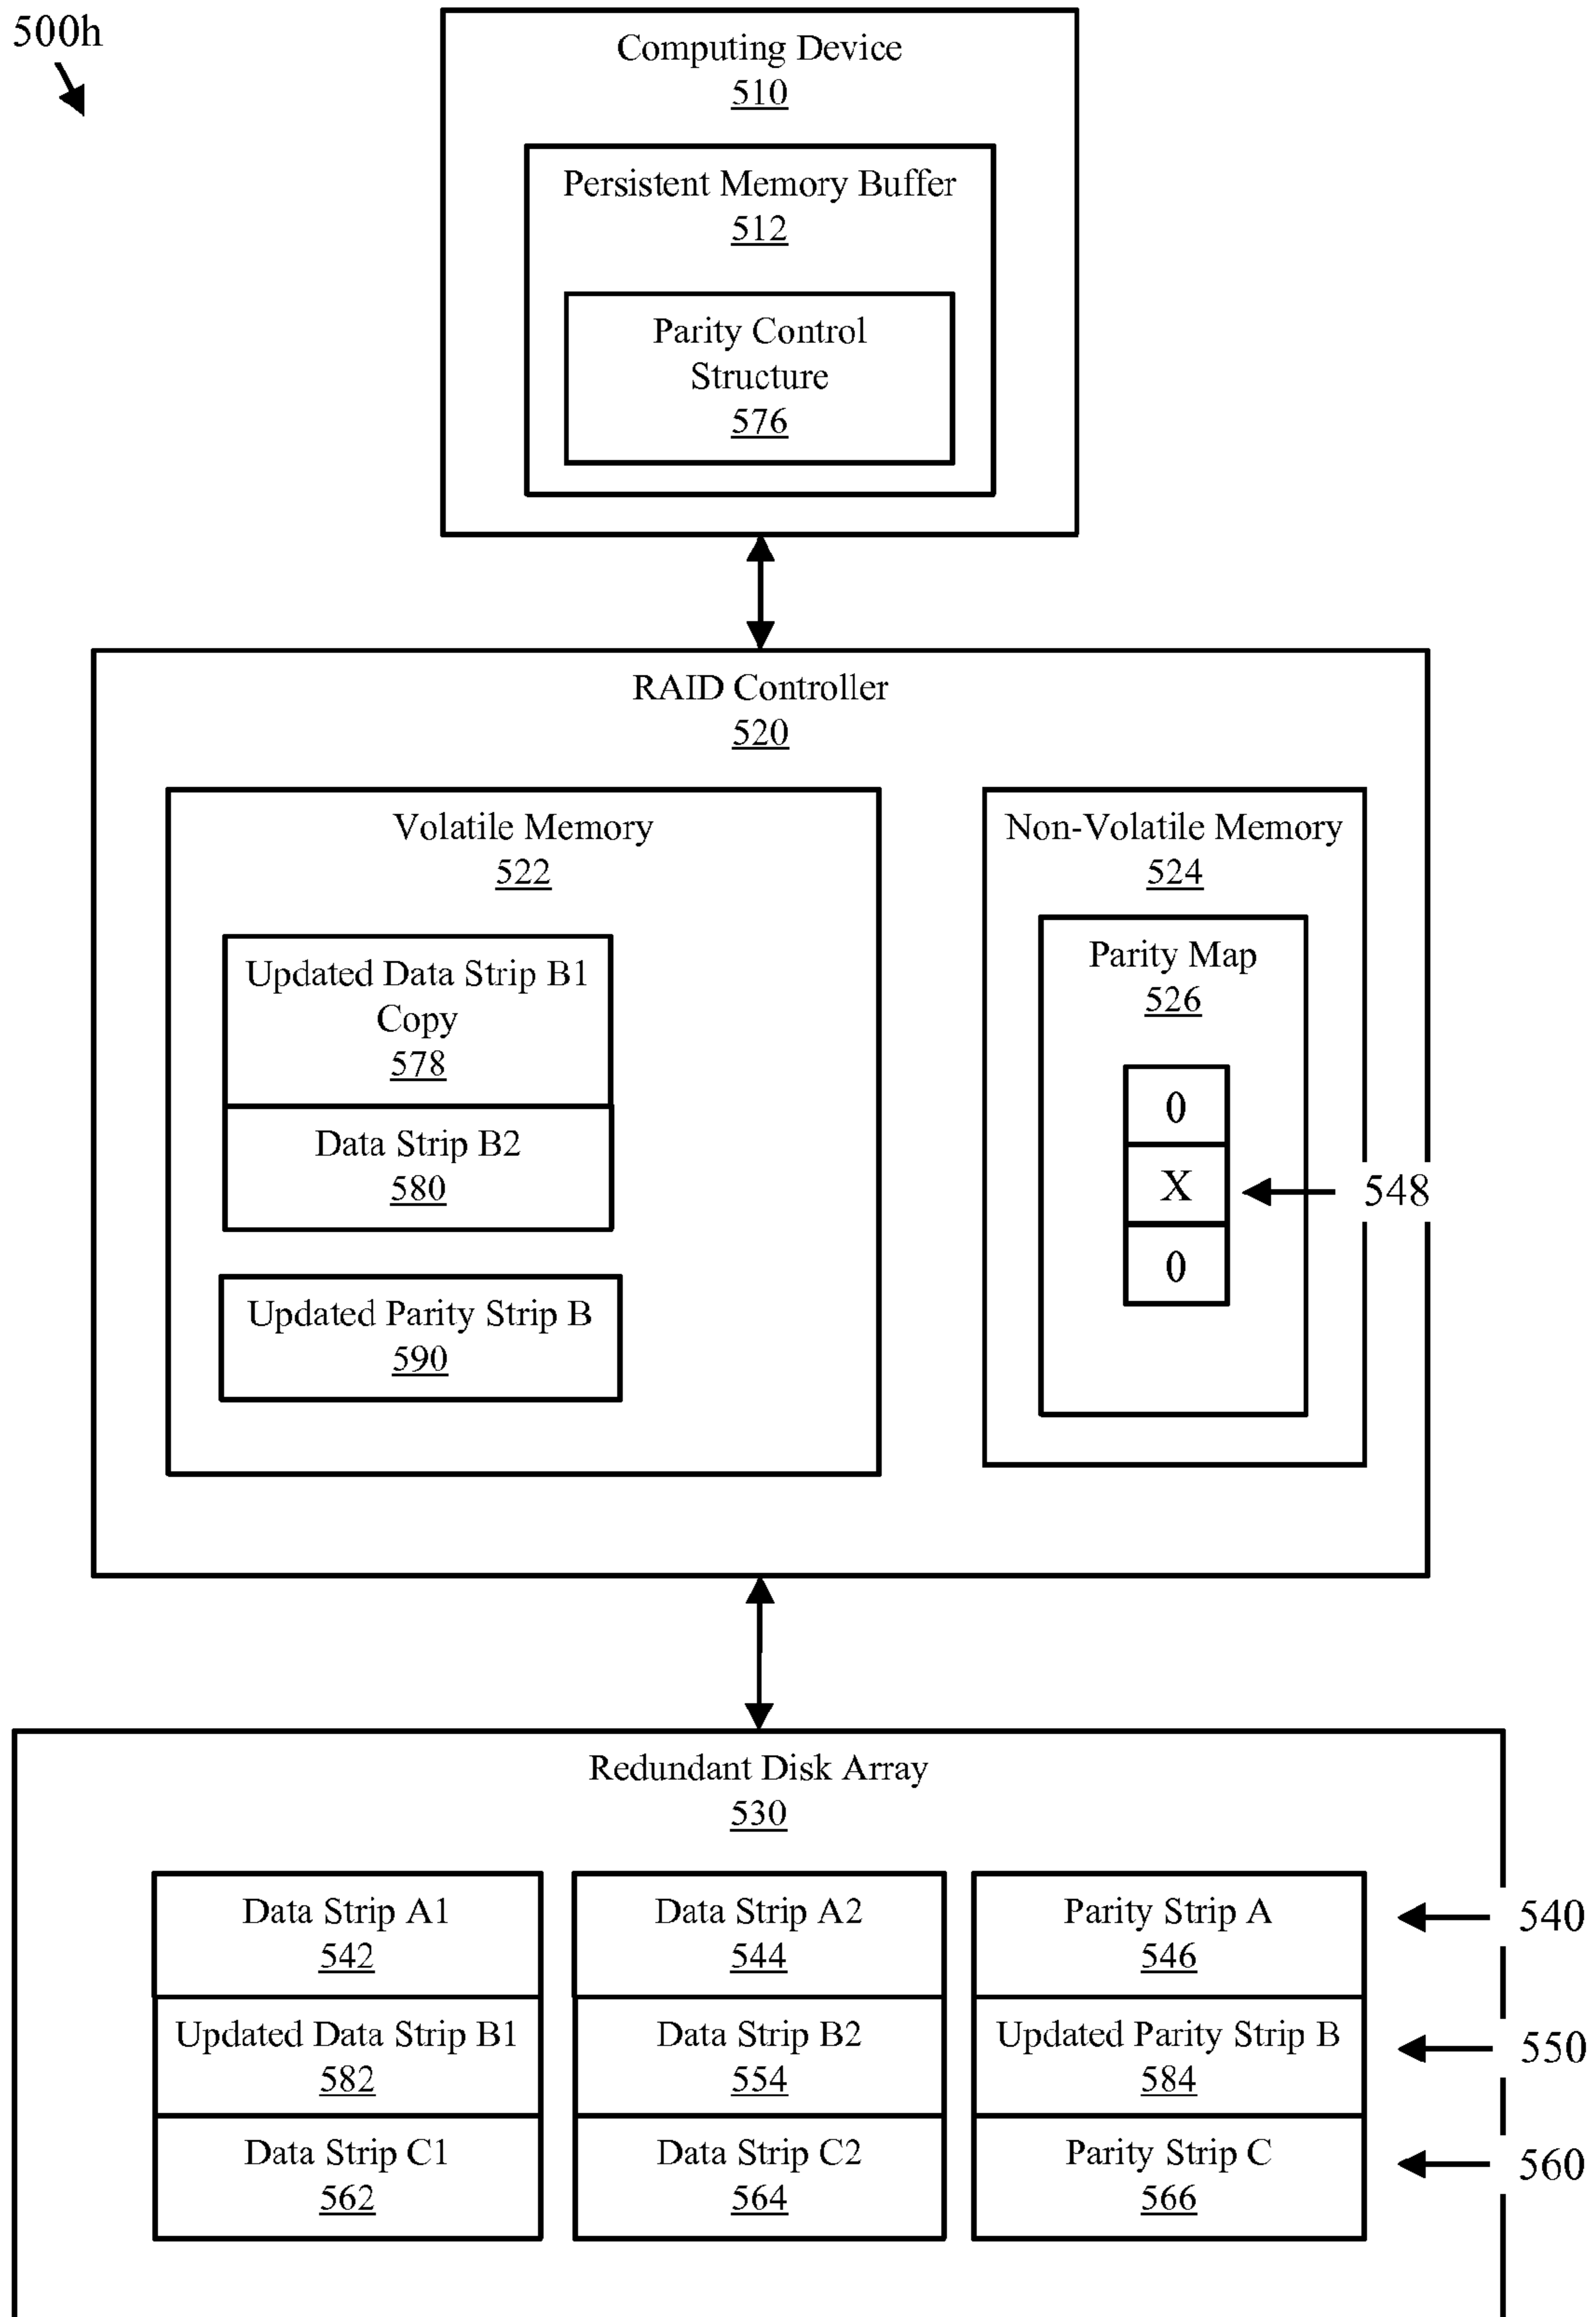 500h
Computing Device
510
Persistent Memory Buffer
512
Parity Control
Structure
576
RAID Controller
520
Volatile Memory
522
Updated Data Strip B1
Copy
578
Data Strip B2
580
Updated Parity Strip B
590
Non-Volatile Memory
524
Parity Map
526
0
X
548
0
Redundant Disk Array
530
Data Strip A1
542
Data Strip A2
544
Parity Strip A
546
540
Updated Data Strip B1
582
Data Strip B2
554
Updated Parity Strip B
584
550
Data Strip C1
562
Data Strip C2
564
Parity Strip C
566
560